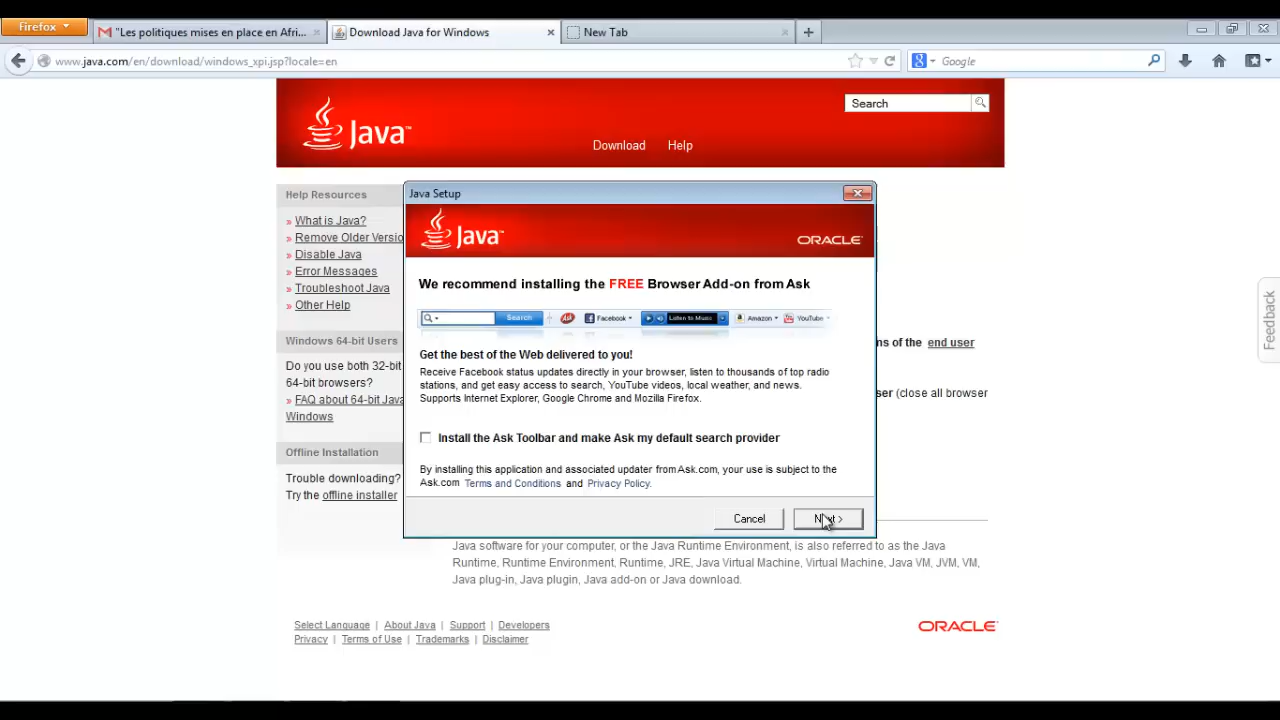 Firefox
"Les politiques mises en place en Afri...
Download Java for Windows
New Tab
www.java.com/en/download/windows_xpi.jsp?locale=en
Google
Java™
Search
Download Help
Help Resources
» What is Java?
» Remove Older Versio
» Disable Java
» Error Messages
» Troubleshoot Java
» Other Help
Windows 64-bit Users
Do you use both 32-bit
64-bit browsers?
» FAQ about 64-bit Java
Windows
Offline Installation
Trouble downloading?
Try the offline installer
Java Setup
Java™
ORACLE
We recommend installing the FREE Browser Add-on from Ask
Search Ask Facebook Listen to Music Amazon YouTube
Get the best of the Web delivered to you!
Receive Facebook status updates directly in your browser, listen to thousands of top radio
stations, and get easy access to search, YouTube videos, local weather, and news.
Supports Internet Explorer, Google Chrome and Mozilla Firefox.
Install the Ask Toolbar and make Ask my default search provider
By installing this application and associated updater from Ask.com, your use is subject to the
Ask.com Terms and Conditions and Privacy Policy.
Cancel Next >
ns of the end user
ser (close all browser
Feedback
Java software for your computer, or the Java Runtime Environment, is also referred to as the Java
Runtime, Runtime Environment, Runtime, JRE, Java Virtual Machine, Virtual Machine, Java VM, JVM, VM,
Java plug-in, Java plugin, Java add-on or Java download.
Select Language | About Java | Support | Developers
Privacy | Terms of Use | Trademarks | Disclaimer
ORACLE